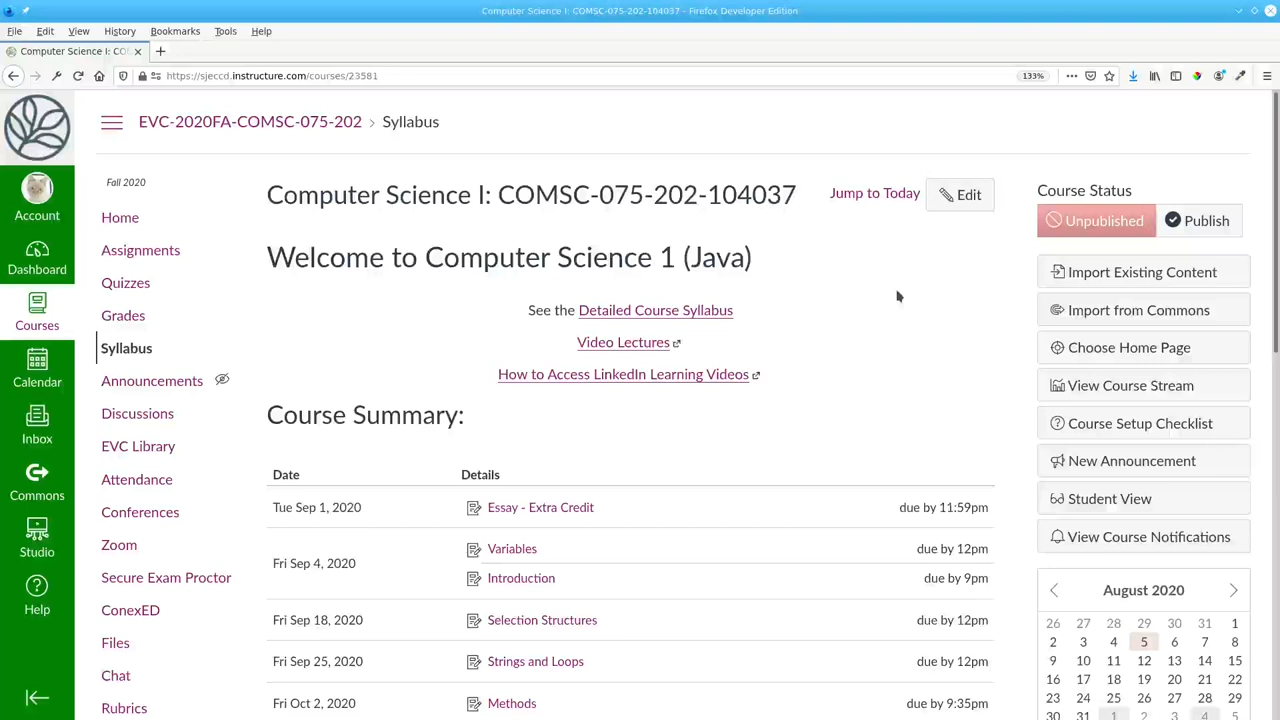 Computer Science I: COMSC-075-202-104037 - Firefox Developer Edition
File Edit View History Bookmarks Tools Help
Computer Science I: CO
https://sjeccd.instructure.com/courses/23581
133%
EVC-2020FA-COMSC-075-202 > Syllabus
Account
Dashboard
Courses
Calendar
Inbox
Commons
Studio
Help
Fall 2020
Home
Assignments
Quizzes
Grades
Syllabus
Announcements
Discussions
EVC Library
Attendance
Conferences
Zoom
Secure Exam Proctor
ConexED
Files
Chat
Rubrics
Computer Science I: COMSC-075-202-104037
Jump to Today
Edit
Welcome to Computer Science 1 (Java)
See the Detailed Course Syllabus
Video Lectures
How to Access LinkedIn Learning Videos
Course Summary:
Date Details
Tue Sep 1, 2020 Essay - Extra Credit due by 11:59pm
Fri Sep 4, 2020 Variables due by 12pm
Introduction due by 9pm
Fri Sep 18, 2020 Selection Structures due by 12pm
Fri Sep 25, 2020 Strings and Loops due by 12pm
Fri Oct 2, 2020 Methods due by 9:35pm
Course Status
Unpublished Publish
Import Existing Content
Import from Commons
Choose Home Page
View Course Stream
Course Setup Checklist
New Announcement
Student View
View Course Notifications
August 2020
26 27 28 29 30 31 1
2 3 4 5 6 7 8
9 10 11 12 13 14 15
16 17 18 19 20 21 22
23 24 25 26 27 28 29
30 31 1 2 3 4 5